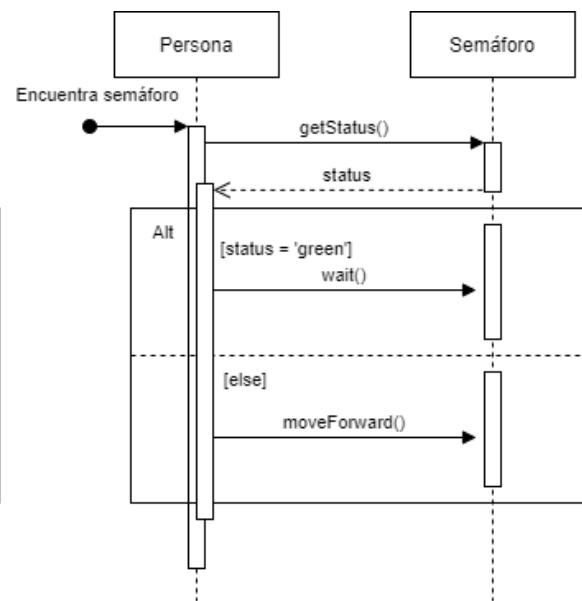 Persona
Semáforo
Encuentra semáforo
getStatus()
status
Alt
[status = 'green']
wait()
[else]
moveForward()